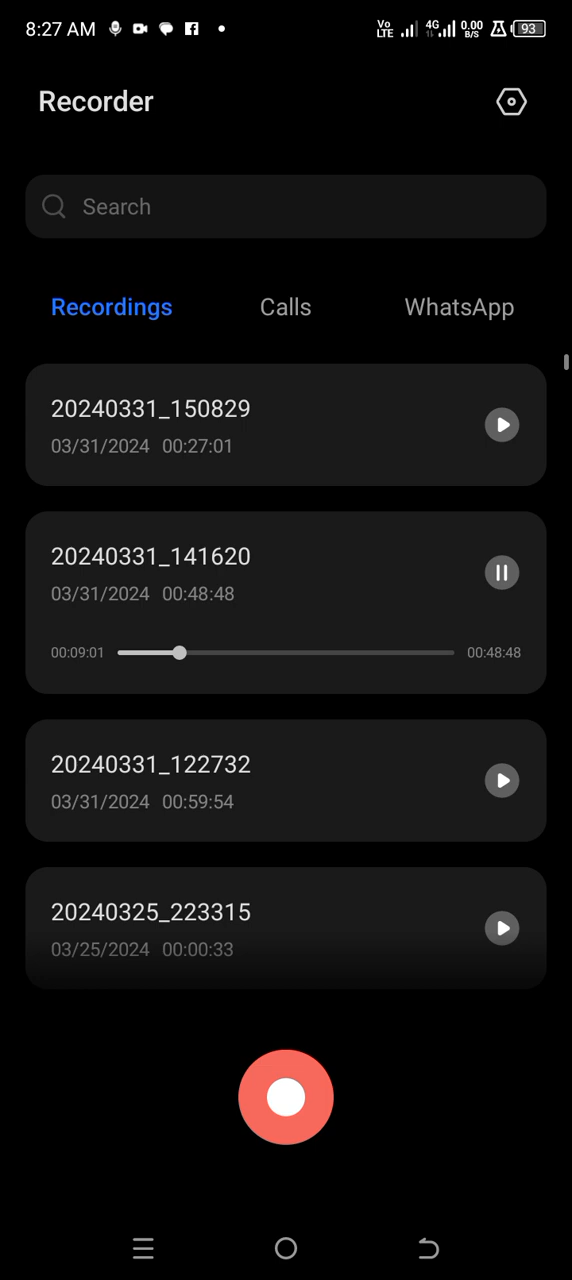 8:27 AM
Vo LTE 4G 0.00 B/S 93
Recorder
Search
Recordings Calls WhatsApp
20240331_150829
03/31/2024 00:27:01
20240331_141620
03/31/2024 00:48:48
00:09:01 00:48:48
20240331_122732
03/31/2024 00:59:54
20240325_223315
03/25/2024 00:00:33